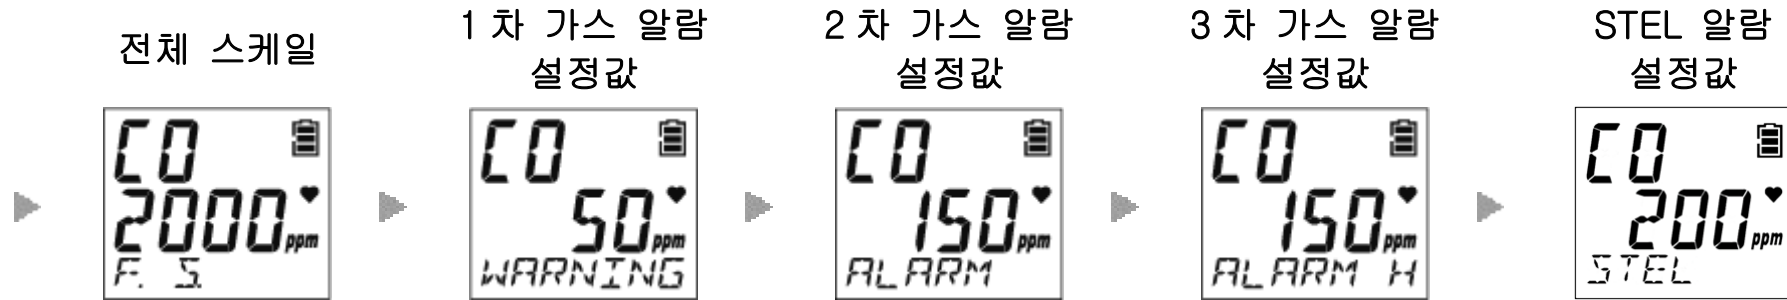 전체 스케일
1차 가스 알람
설정값
2차 가스 알람
설정값
3차 가스 알람
설정값
STEL 알람
설정값
CO
2000 ppm
F. S.
CO
50 ppm
WARNING
CO
150 ppm
ALARM
CO
150 ppm
ALARM H
CO
200 ppm
STEL